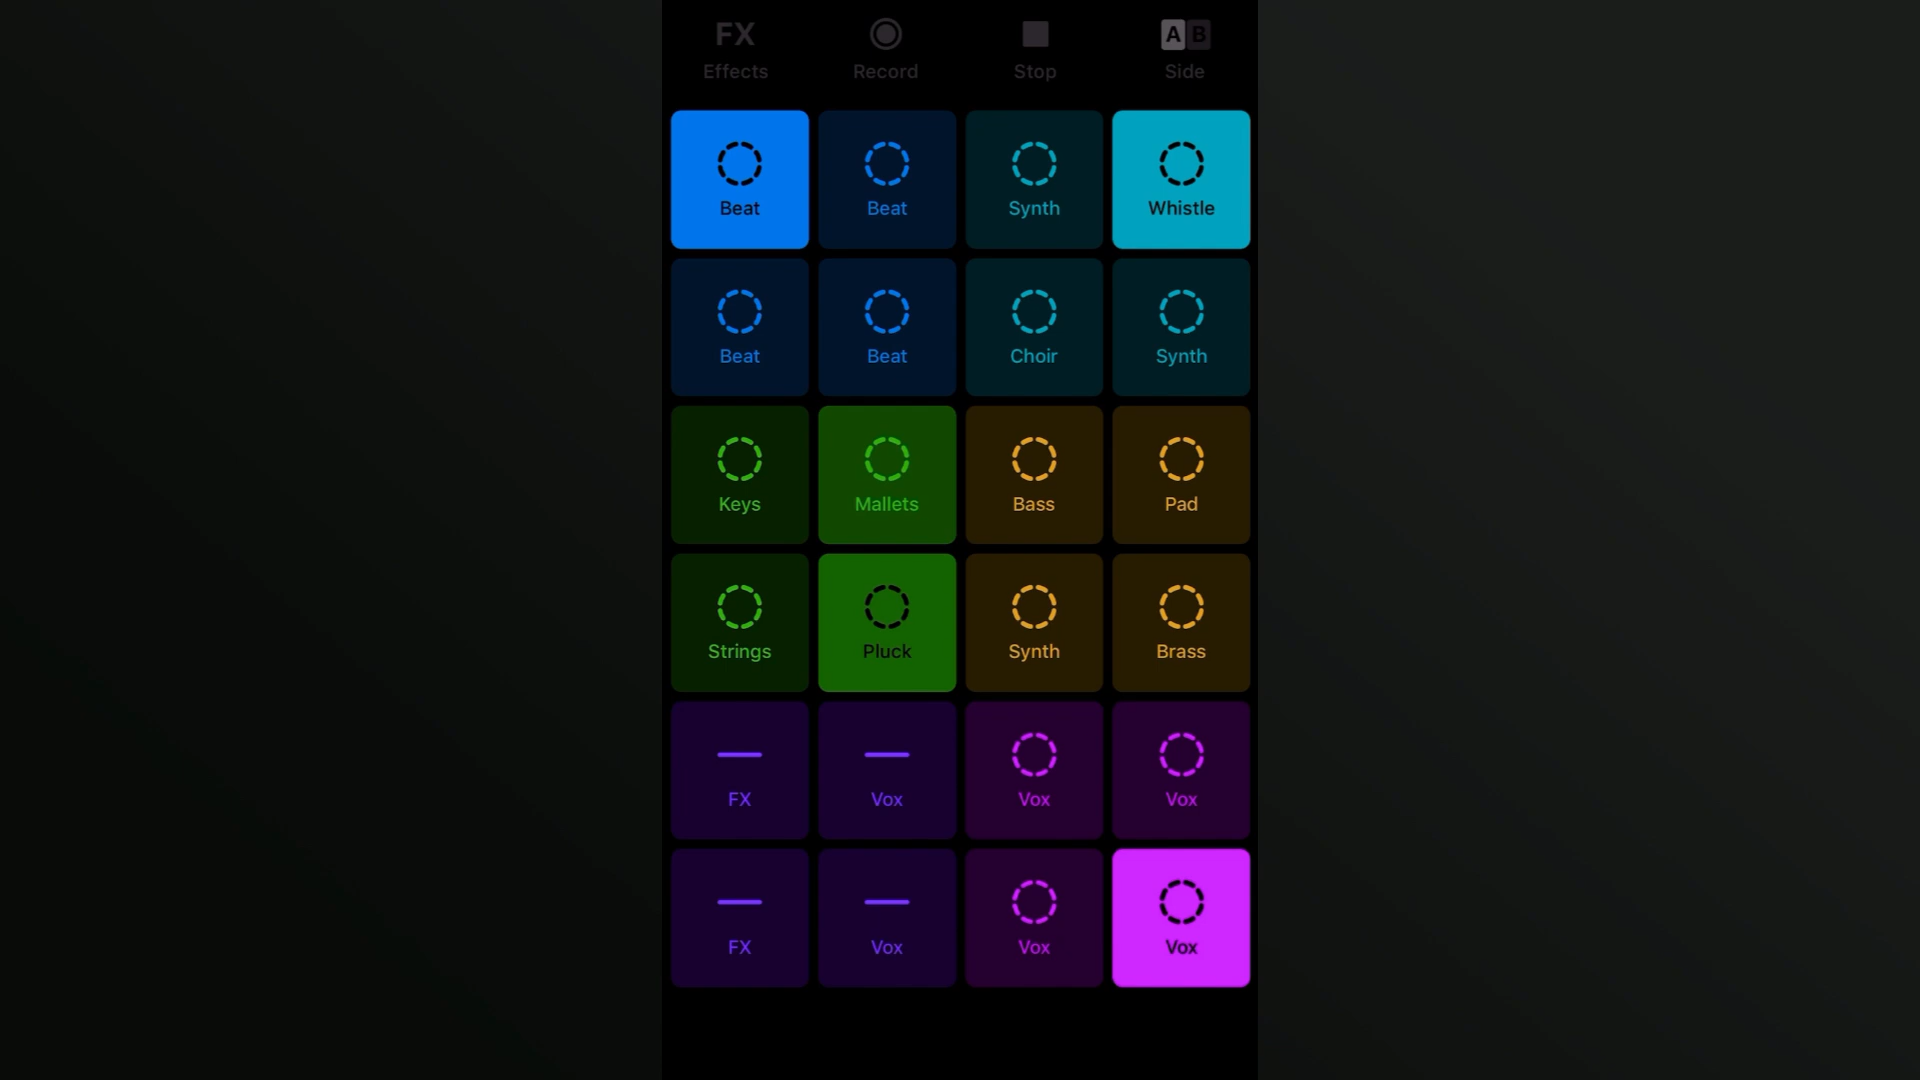 FX A B
Effects Record Stop Side
Beat Beat Synth Whistle
Beat Beat Choir Synth
Keys Mallets Bass Pad
Strings Pluck Synth Brass
FX Vox Vox Vox
FX Vox Vox Vox